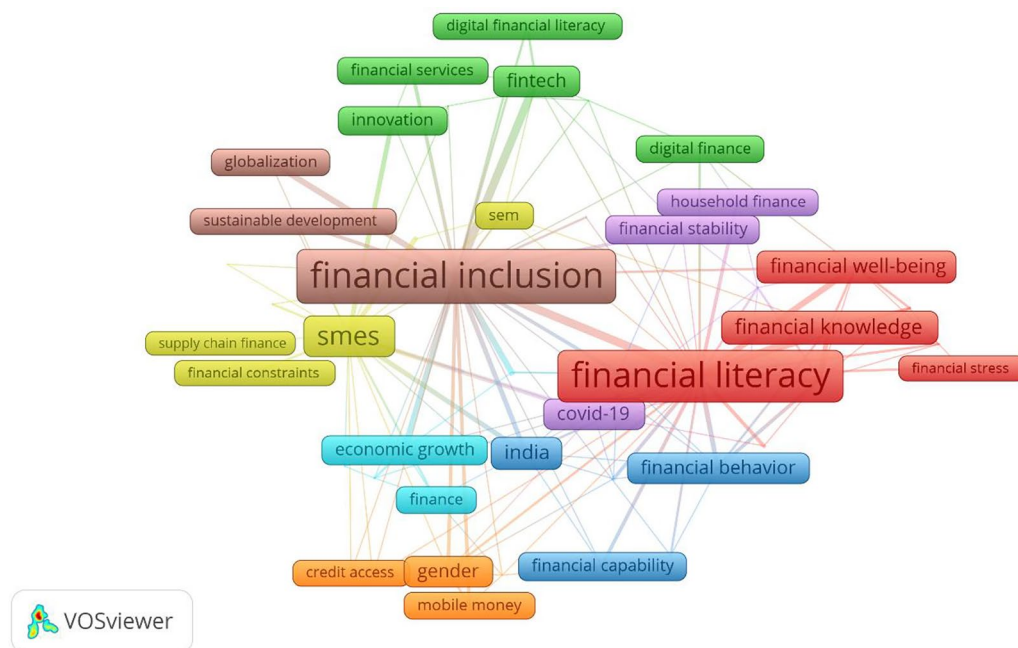 digital financial literacy
financial services
fintech
innovation
digital finance
globalization
household finance
sustainable development
sem
financial stability
financial inclusion
financial well-being
smes
financial knowledge
supply chain finance
financial constraints
financial literacy
financial stress
covid-19
economic growth
india
financial behavior
finance
credit access
gender
financial capability
mobile money
VOSviewer